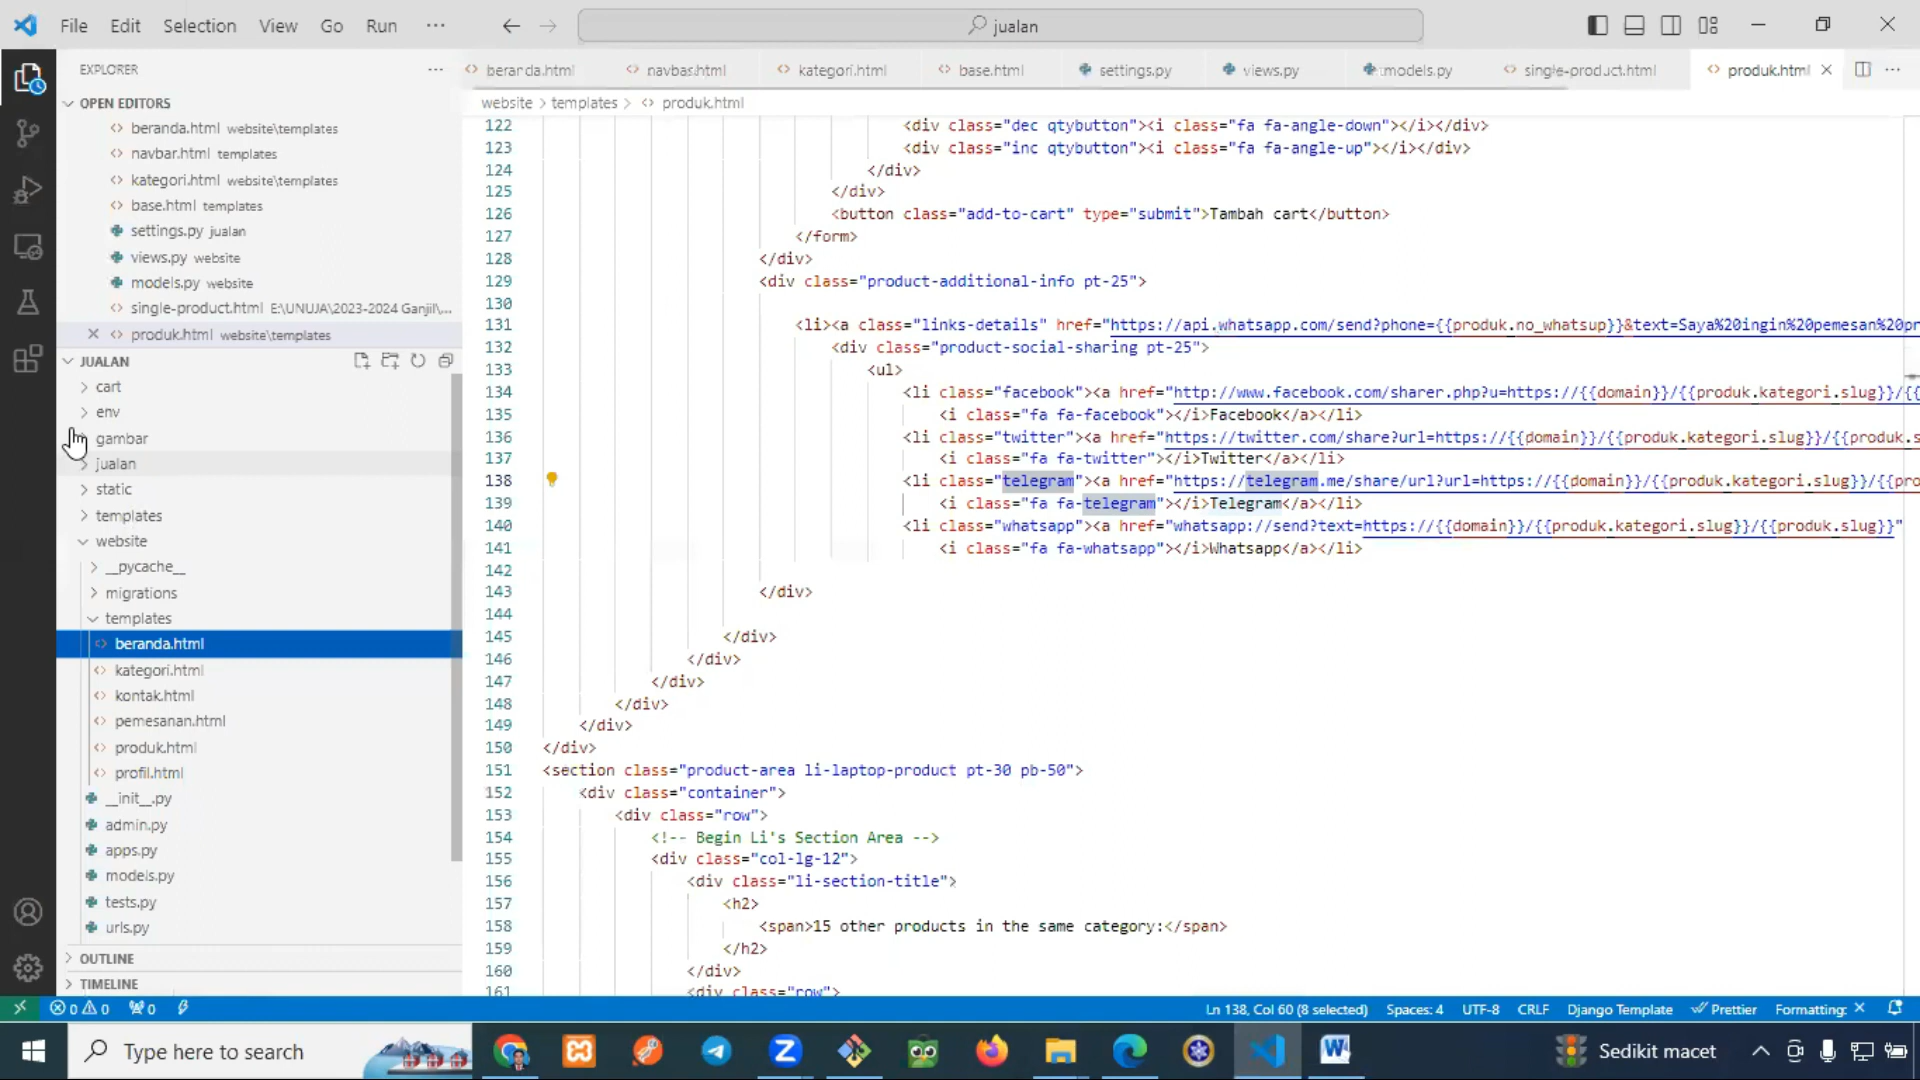 File Edit Selection View Go Run ··· jualan
EXPLORER ···
OPEN EDITORS
beranda.html website\templates
navbar.html templates
kategori.html website\templates
base.html templates
settings.py jualan
views.py website
models.py website
single-product.html E:\UNUJA\2023-2024 Ganjil\...
produk.html website\templates
JUALAN
cart
env
gambar
jualan
static
templates
website
__pycache__
migrations
templates
beranda.html
kategori.html
kontak.html
pemesanan.html
produk.html
profil.html
__init__.py
admin.py
apps.py
models.py
tests.py
urls.py
OUTLINE
TIMELINE
beranda.html navbar.html kategori.html base.html settings.py views.py models.py single-product.html produk.html ···
website > templates > produk.html
122 <div class="dec qtybutton"><i class="fa fa-angle-down"></i></div>
123 <div class="inc qtybutton"><i class="fa fa-angle-up"></i></div>
124 </div>
125 </div>
126 <button class="add-to-cart" type="submit">Tambah cart</button>
127 </form>
128 </div>
129 <div class="product-additional-info pt-25">
130
131 <li><a class="links-details" href="https://api.whatsapp.com/send?phone={{produk.no_whatsup}}&text=Saya%20ingin%20pemesan%20pr
132 <div class="product-social-sharing pt-25">
133 <ul>
134 <li class="facebook"><a href="http://www.facebook.com/sharer.php?u=https://{{domain}}/{{produk.kategori.slug}}/{{
135 <i class="fa fa-facebook"></i>Facebook</a></li>
136 <li class="twitter"><a href="https://twitter.com/share?url=https://{{domain}}/{{produk.kategori.slug}}/{{produk.s
137 <i class="fa fa-twitter"></i>Twitter</a></li>
138 <li class="telegram"><a href="https://telegram.me/share/url?url=https://{{domain}}/{{produk.kategori.slug}}/{{pro
139 <i class="fa fa-telegram"></i>Telegram</a></li>
140 <li class="whatsapp"><a href="whatsapp://send?text=https://{{domain}}/{{produk.kategori.slug}}/{{produk.slug}}"
141 <i class="fa fa-whatsapp"></i>Whatsapp</a></li>
142
143 </div>
144
145 </div>
146 </div>
147 </div>
148 </div>
149 </div>
150 </div>
151 <section class="product-area li-laptop-product pt-30 pb-50">
152 <div class="container">
153 <div class="row">
154 <!-- Begin Li's Section Area -->
155 <div class="col-lg-12">
156 <div class="li-section-title">
157 <h2>
158 <span>15 other products in the same category:</span>
159 </h2>
160 </div>
161 <div class="row">
0 0 0 Ln 138, Col 60 (8 selected) Spaces: 4 UTF-8 CRLF Django Template Prettier Formatting:
Type here to search Sedikit macet